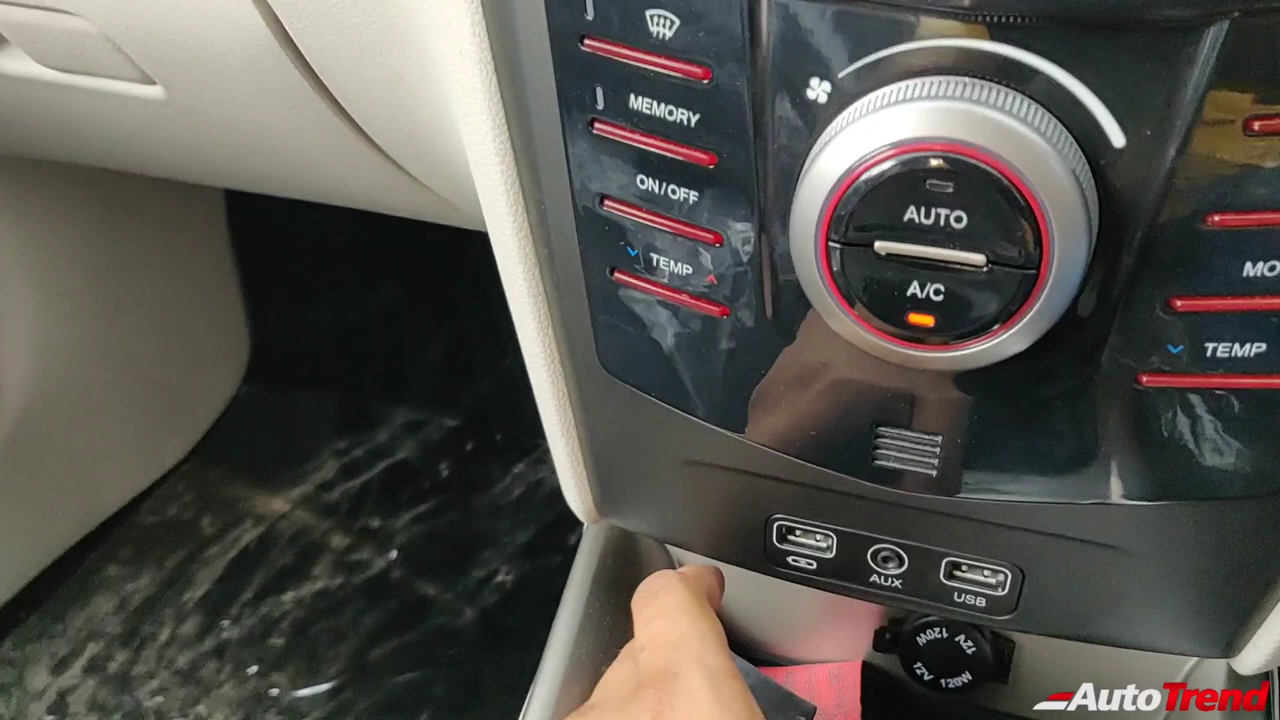 MEMORY
ON/OFF
TEMP
AUTO
A/C
MO
TEMP
AUX
USB
12V 120W
12V 120W
AutoTrend